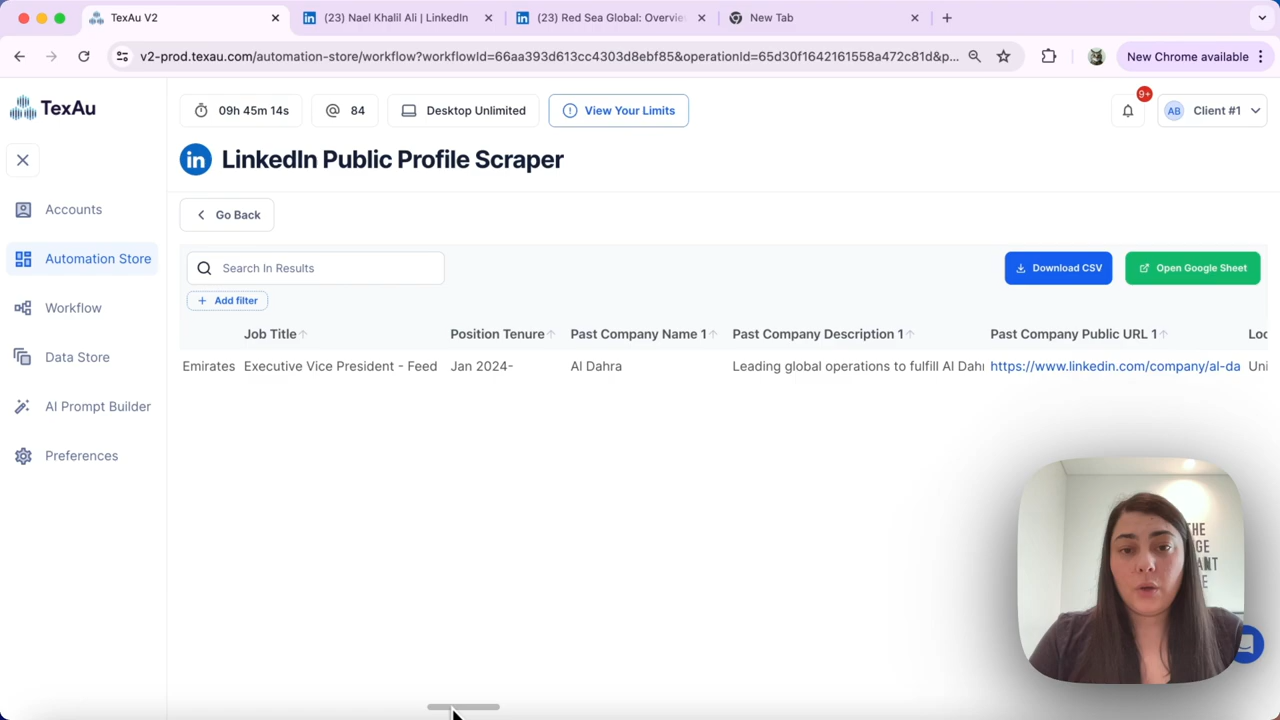 TexAu V2
(23) Nael Khalil Ali | LinkedIn
(23) Red Sea Global: Overvie
New Tab
v2-prod.texau.com/automation-store/workflow?workflowId=66aa393d613cc4303d8ebf85&operationId=65d30f1642161558a472c81d&p...
New Chrome available
TexAu
09h 45m 14s
84
Desktop Unlimited
View Your Limits
9+
AB
Client #1
in
LinkedIn Public Profile Scraper
Accounts
Automation Store
Workflow
Data Store
AI Prompt Builder
Preferences
Go Back
Search In Results
Download CSV
Open Google Sheet
Add filter
Job Title
Position Tenure
Past Company Name 1
Past Company Description 1
Past Company Public URL 1
Loc
Emirates
Executive Vice President - Feed
Jan 2024-
Al Dahra
Leading global operations to fulfill Al Dahr
https://www.linkedin.com/company/al-da
Uni